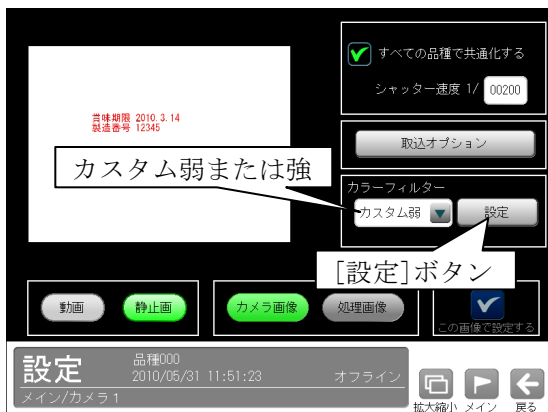 すべての品種で共通化する
シャッター速度 1/ 00200
賞味期限 2010. 3. 14
製造番号 12345
取込オプション
カスタム弱または強
カラーフィルター
カスタム弱
設定
[設定]ボタン
動画
静止画
カメラ画像
処理画像
この画像で設定する
設定
品種000
2010/05/31 11:51:23
オフライン
メイン/カメラ 1
拡大縮小
メイン
戻る